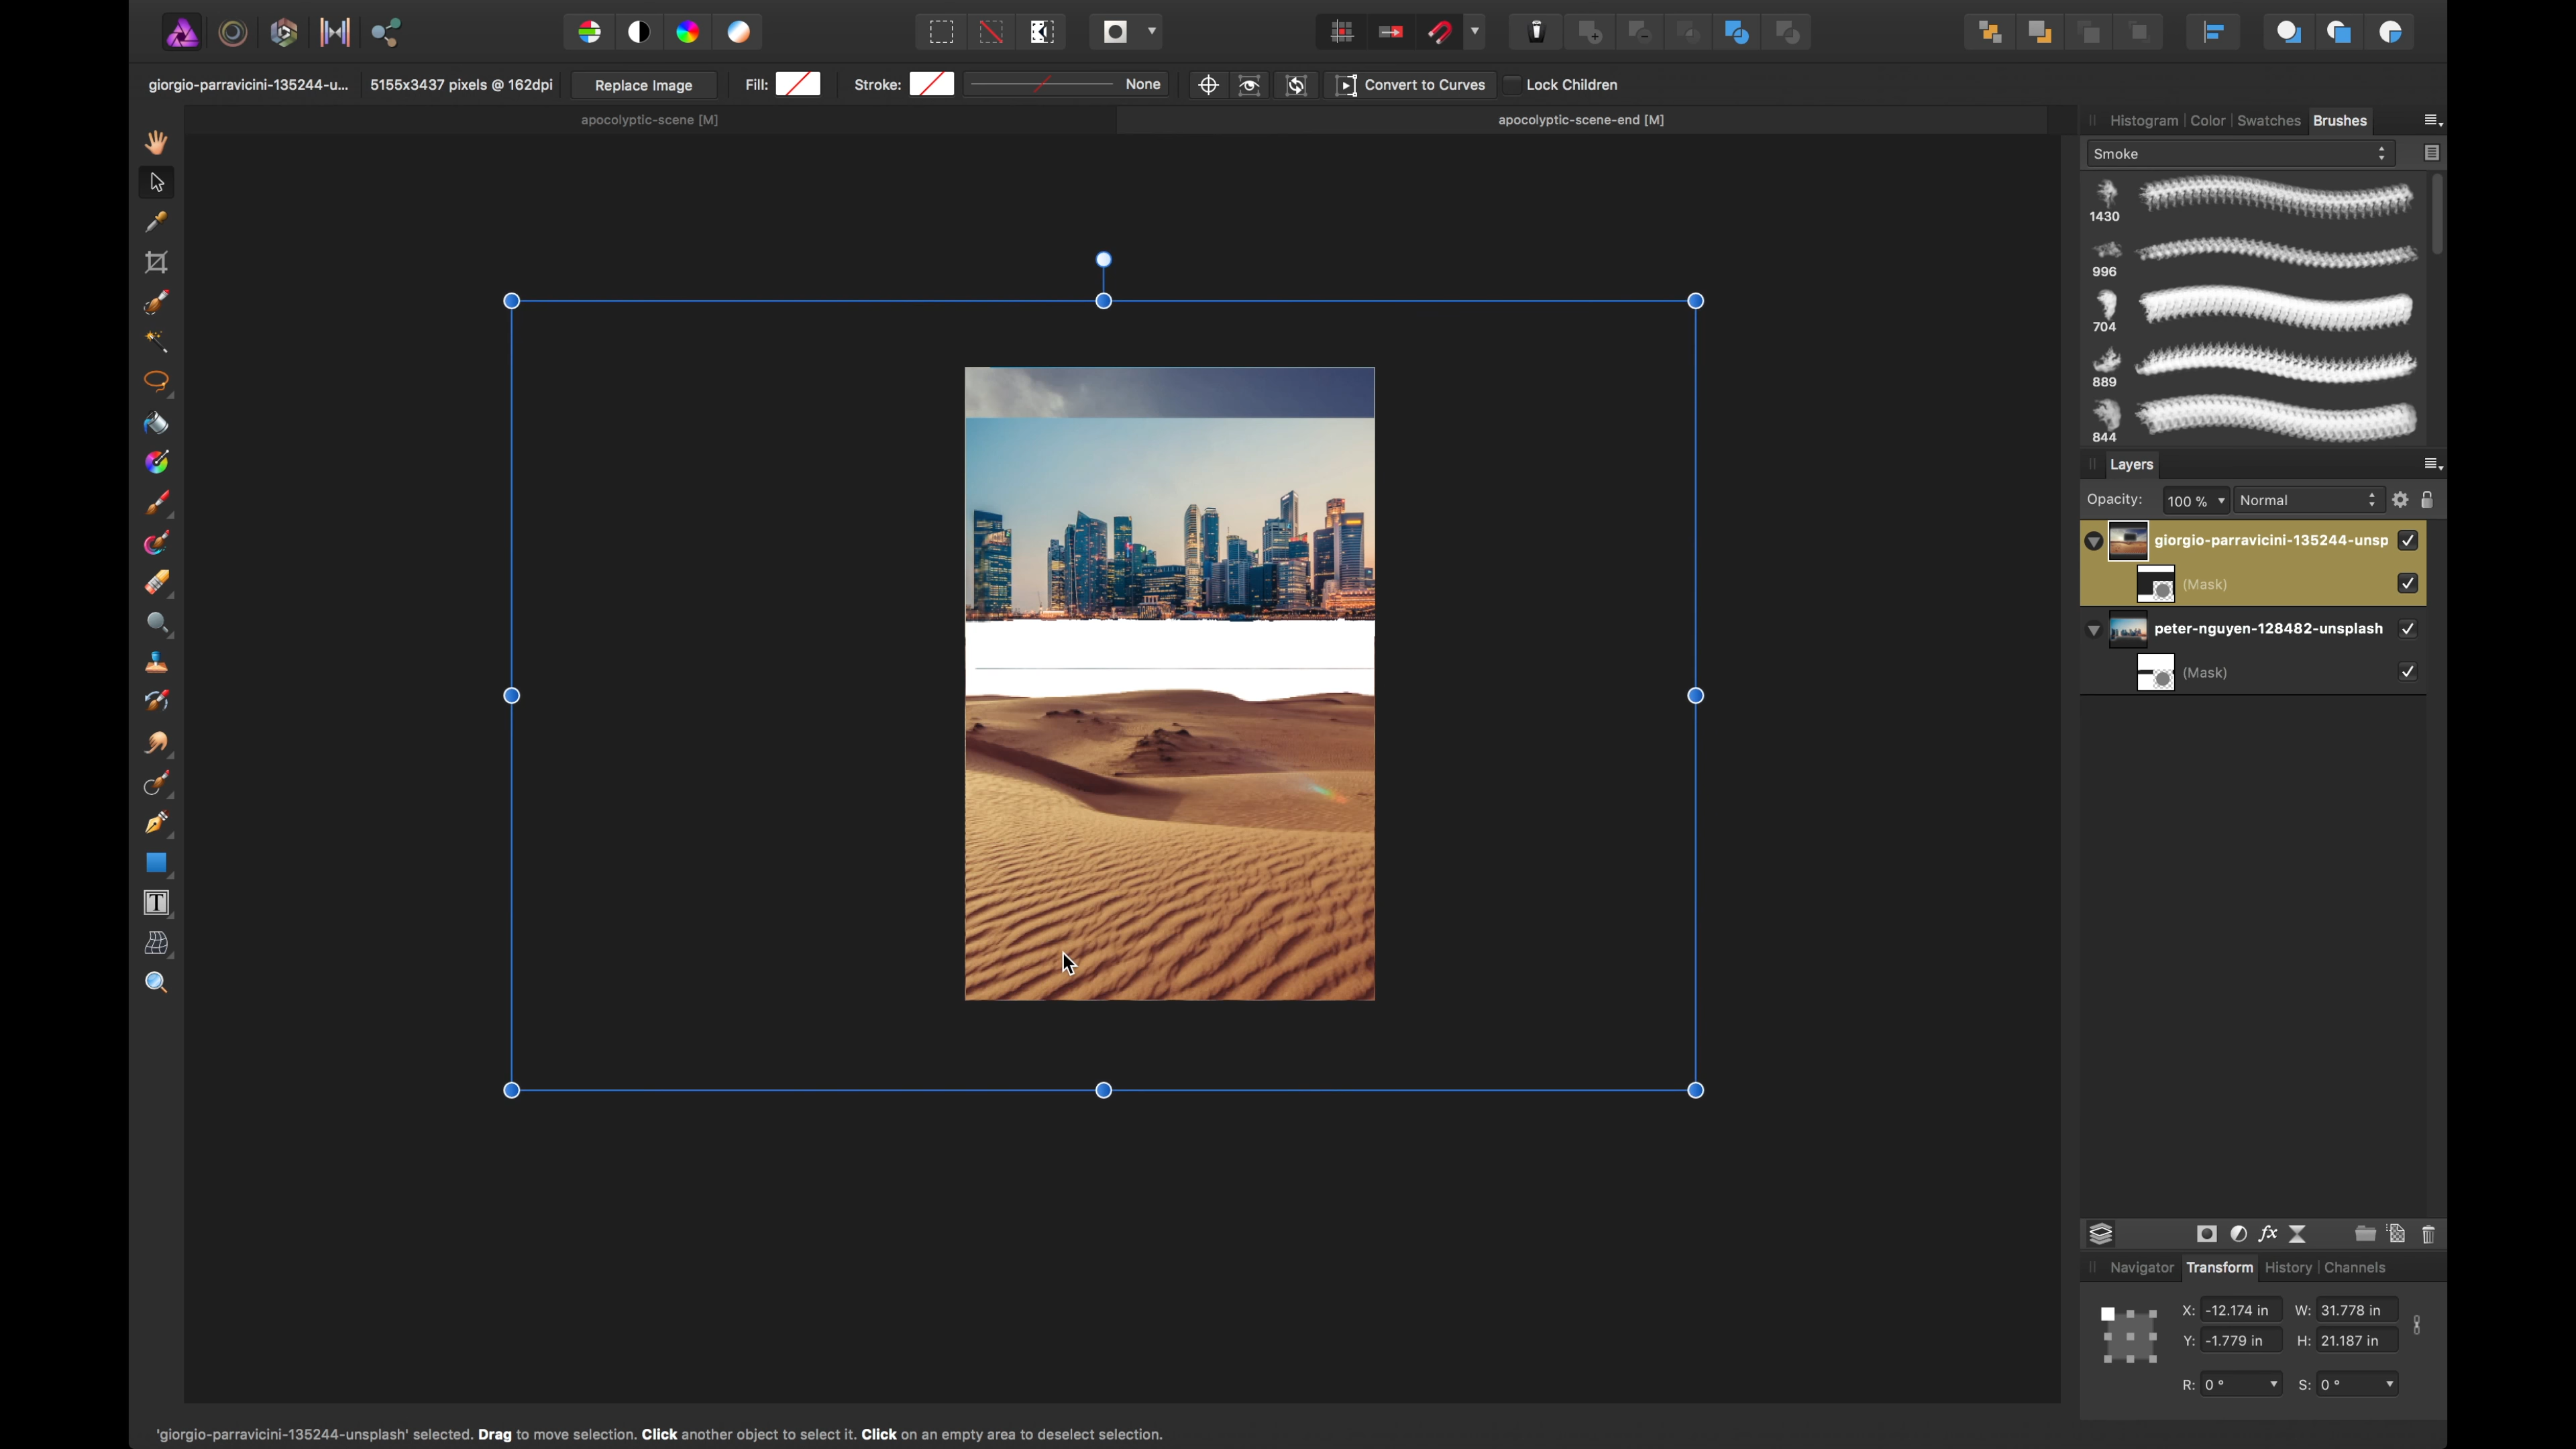 giorgio-parravicini-135244-u... 5155x3437 pixels @ 162dpi Replace Image Fill: Stroke: None Convert to Curves Lock Children
apocolyptic-scene [M] apocolyptic-scene-end [M]
Histogram Color Swatches Brushes
Smoke
1430
996
704
889
844
Layers
Opacity: 100 % Normal
giorgio-parravicini-135244-unsp
(Mask)
peter-nguyen-128482-unsplash
(Mask)
fx
Navigator Transform History Channels
X: -12.174 in W: 31.778 in
Y: -1.779 in H: 21.187 in
R: 0 ° S: 0 °
'giorgio-parravicini-135244-unsplash' selected. Drag to move selection. Click another object to select it. Click on an empty area to deselect selection.